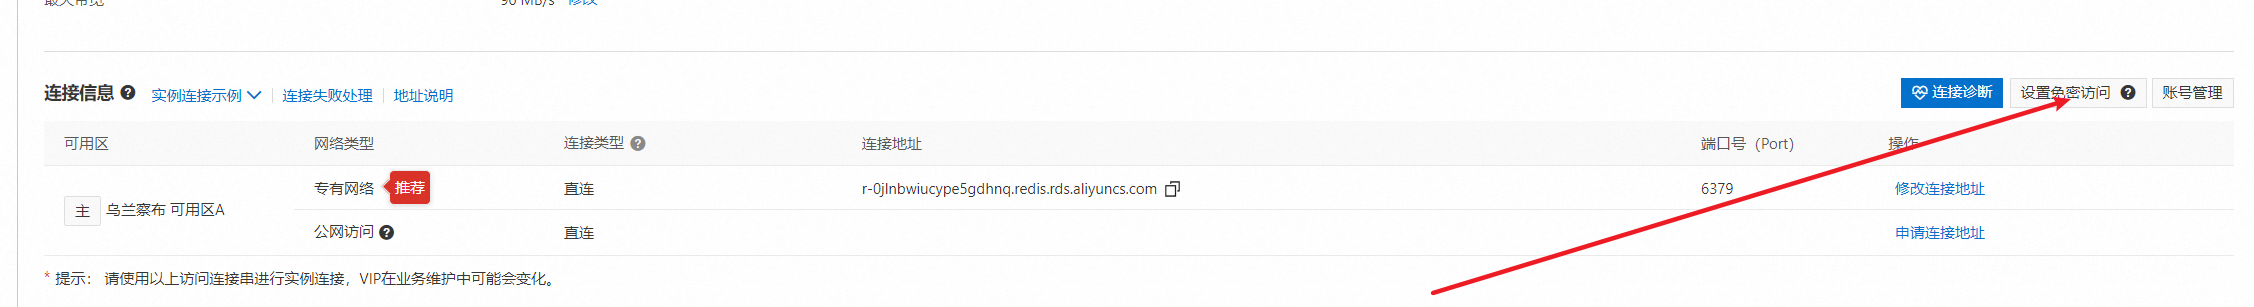 最大带宽 96 MB/s 修改
连接信息 实例连接示例 连接失败处理 地址说明 连接诊断 设置免密访问 账号管理
可用区 网络类型 连接类型 连接地址 端口号（Port） 操作
专有网络 推荐 直连 r-0jlnbwiucype5gdhnq.redis.rds.aliyuncs.com 6379 修改连接地址
主 乌兰察布 可用区A
公网访问 直连 申请连接地址
* 提示： 请使用以上访问连接串进行实例连接，VIP在业务维护中可能会变化。